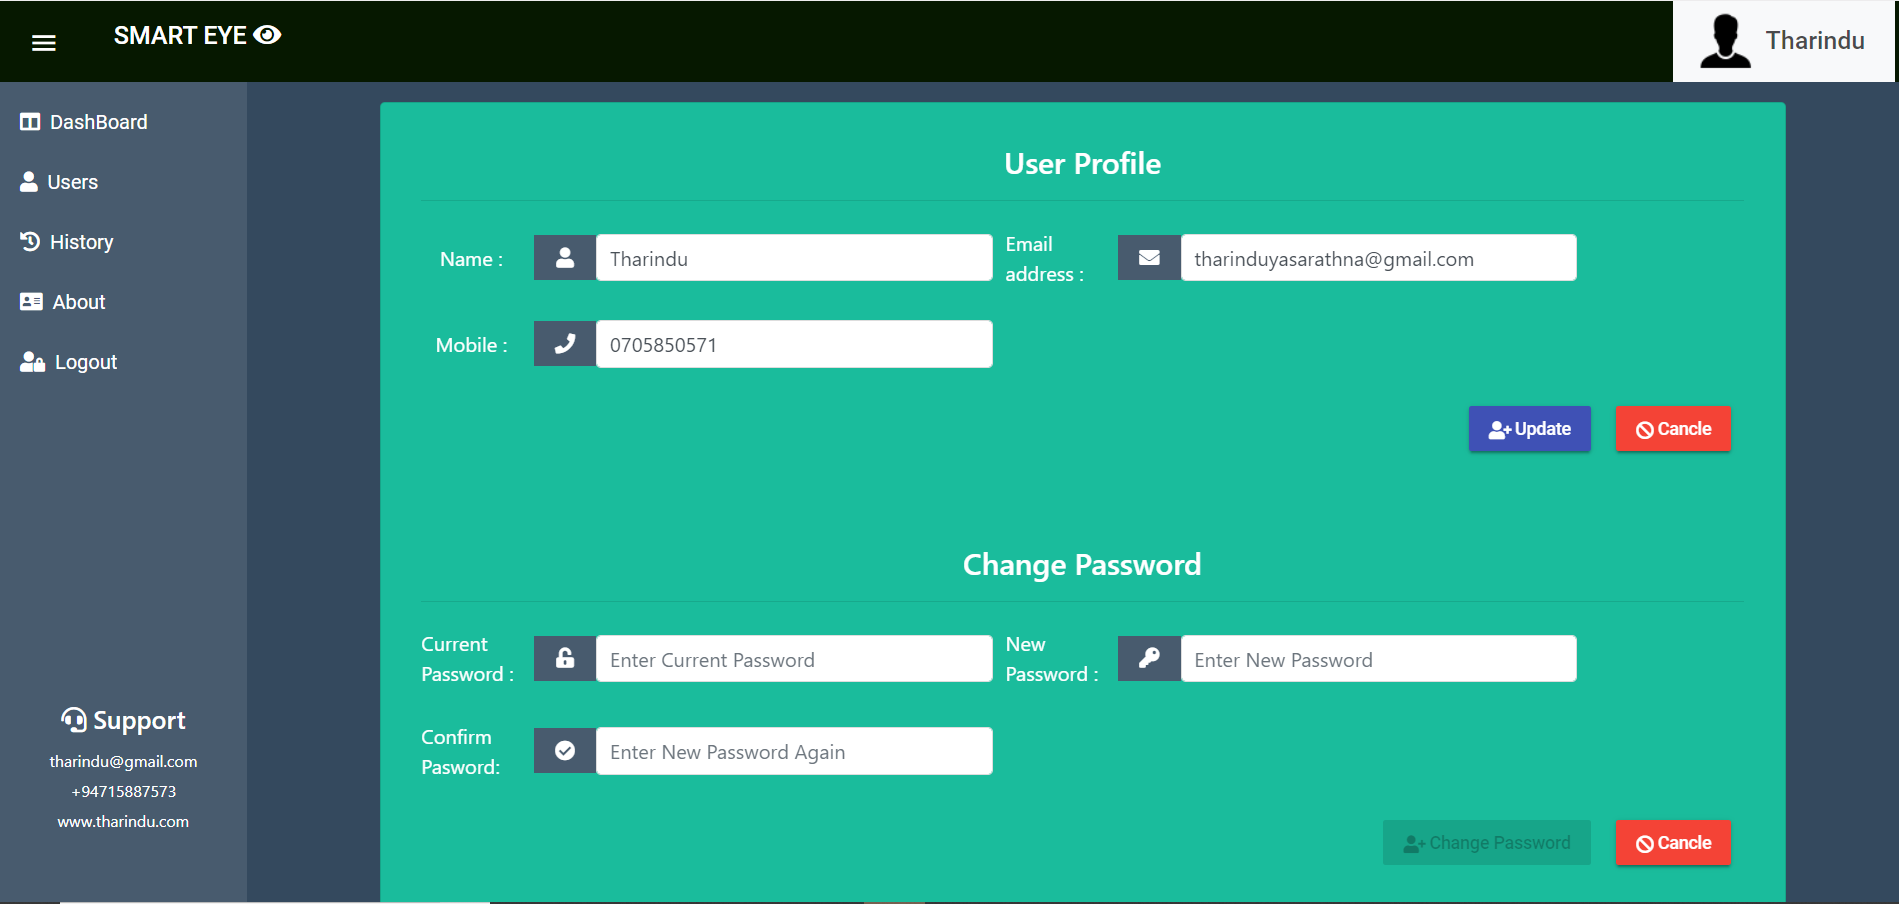 SMART EYE
Tharindu
DashBoard
Users
History
About
Logout
Support
tharindu@gmail.com
+94715887573
www.tharindu.com
User Profile
Name :
Tharindu
Email
address :
tharinduyasarathna@gmail.com
Mobile :
0705850571
Update
Cancle
Change Password
Current
Password :
Enter Current Password
New
Password :
Enter New Password
Confirm
Pasword:
Enter New Password Again
Change Password
Cancle